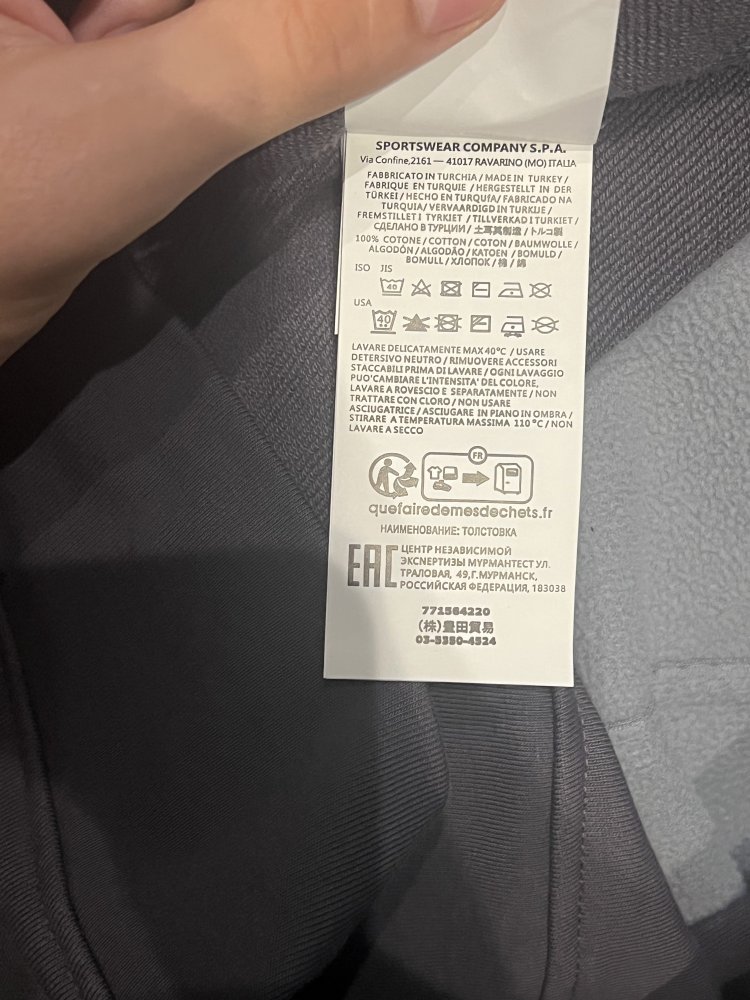 SPORTSWEAR COMPANY S.P.A.
Via Confine,2161 — 41017 RAVARINO (MO) ITALIA
FABBRICATO IN TURCHIA / MADE IN TURKEY /
FABRIQUE EN TURQUIE / HERGESTELLT IN DER
TÜRKEI / HECHO EN TURQUÍA / FABRICADO NA
TURQUIA / VERVAARDIGD IN TURKIJE /
FREMSTILLET I TYRKIET / TILLVERKAD I TURKIET /
СДЕЛАНО В ТУРЦИИ / 土耳其制造 / トルコ製
100% COTONE / COTTON / COTON / BAUMWOLLE /
ALGODÓN / ALGODÃO / KATOEN / BOMULD /
BOMULL / ХЛОПОК / 棉 / 綿
ISO JIS
40
USA
40
LAVARE DELICATAMENTE MAX 40°C / USARE
DETERSIVO NEUTRO / RIMUOVERE ACCESSORI
STACCABILI PRIMA DI LAVARE / OGNI LAVAGGIO
PUO'CAMBIARE L'INTENSITA' DEL COLORE,
LAVARE A ROVESCIO E SEPARATAMENTE / NON
TRATTARE CON CLORO / NON USARE
ASCIUGATRICE / ASCIUGARE IN PIANO IN OMBRA /
STIRARE A TEMPERATURA MASSIMA 110°C / NON
LAVARE A SECCO
FR
quefairedemesdechets.fr
НАИМЕНОВАНИЕ: ТОЛСТОВКА
EAC
ЦЕНТР НЕЗАВИСИМОЙ
ЭКСПЕРТИЗЫ МУРМАНТЕСТ УЛ.
ТРАЛОВАЯ, 49,Г.МУРМАНСК,
РОССИЙСКАЯ ФЕДЕРАЦИЯ, 183038
771564220
(株)豊田貿易
03-5350-4524